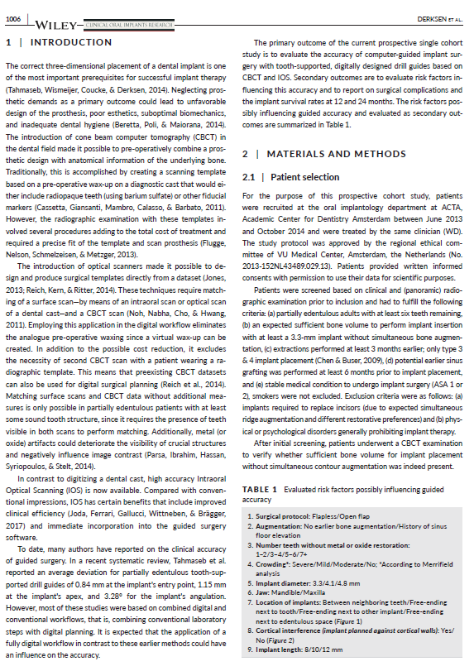 1006
WILEY
CLINICAL ORAL IMPLANTS RESEARCH
DERKSEN ET AL.
1 | INTRODUCTION
The correct three-dimensional placement of a dental implant is one
of the most important prerequisites for successful implant therapy
(Tahmaseb, Wismeijer, Coucke, & Derksen, 2014). Neglecting pros-
thetic demands as a primary outcome could lead to unfavorable
design of the prosthesis, poor esthetics, suboptimal biomechanics,
and inadequate dental hygiene (Beretta, Poli, & Maiorana, 2014).
The introduction of cone beam computer tomography (CBCT) in
the dental field made it possible to pre-operatively combine a pros-
thetic design with anatomical information of the underlying bone.
Traditionally, this is accomplished by creating a scanning template
based on a pre-operative wax-up on a diagnostic cast that would ei-
ther include radiopaque teeth (using barium sulfate) or other fiducial
markers (Cassetta, Giansanti, Mambo, Calasso, & Barbato, 2011).
However, the radiographic examination with these templates in-
volved several procedures adding to the total cost of treatment and
required a precise fit of the template and scan prosthesis (Flugge,
Nelson, Schmelzeisen, & Metzger, 2013).
The introduction of optical scanners made it possible to de-
sign and produce surgical templates directly from a dataset (Jones,
2013; Reich, Kern, & Ritter, 2014). These techniques require match-
ing of a surface scan—by means of an intraoral scan or optical scan
of a dental cast—and a CBCT scan (Noh, Nabha, Cho, & Hwang,
2011). Employing this application in the digital workflow eliminates
the analogue pre-operative waxing since a virtual wax-up can be
created. In addition to the possible cost reduction, it excludes
the necessity of second CBCT scan with a patient wearing a ra-
diographic template. This means that preexisting CBCT datasets
can also be used for digital surgical planning (Reich et al., 2014).
Matching surface scans and CBCT data without additional mea-
sures is only possible in partially edentulous patients with at least
some sound tooth structure, since it requires the presence of teeth
visible in both scans to perform matching. Additionally, metal (or
oxide) artifacts could deteriorate the visibility of crucial structures
and negatively influence image contrast (Parsa, Ibrahim, Hassan,
Syriopoulos, & Stelt, 2014).
In contrast to digitizing a dental cast, high accuracy Intraoral
Optical Scanning (IOS) is now available. Compared with conven-
tional impressions, IOS has certain benefits that include improved
clinical efficiency (Joda, Ferrari, Gallucci, Wittneben, & Brägger,
2017) and immediate incorporation into the guided surgery
software.
To date, many authors have reported on the clinical accuracy
of guided surgery. In a recent systematic review, Tahmaseb et al.
reported an average deviation for partially edentulous tooth-sup-
ported drill guides of 0.84 mm at the implant's entry point, 1.15 mm
at the implant's apex, and 3.28° for the implant's angulation.
However, most of these studies were based on combined digital and
conventional workflows, that is, combining conventional laboratory
steps with digital planning. It is expected that the application of a
fully digital workflow in contrast to these earlier methods could have
an influence on the accuracy.
The primary outcome of the current prospective single cohort
study is to evaluate the accuracy of computer-guided implant sur-
gery with tooth-supported, digitally designed drill guides based on
CBCT and IOS. Secondary outcomes are to evaluate risk factors in-
fluencing this accuracy and to report on surgical complications and
the implant survival rates at 12 and 24 months. The risk factors pos-
sibly influencing guided accuracy and evaluated as secondary out-
comes are summarized in Table 1.
2 | MATERIALS AND METHODS
2.1 | Patient selection
For the purpose of this prospective cohort study, patients
were recruited at the oral implantology department at ACTA,
Academic Center for Dentistry Amsterdam between June 2013
and October 2014 and were treated by the same clinician (WD).
The study protocol was approved by the regional ethical com-
mittee of VU Medical Center, Amsterdam, the Netherlands (No.
2013-152NL43489.029.13). Patients provided written informed
consents with permission to use their data for scientific purposes.
Patients were screened based on clinical and (panoramic) radio-
graphic examination prior to inclusion and had to fulfill the following
criteria: (a) partially edentulous adults with at least six teeth remaining,
(b) an expected sufficient bone volume to perform implant insertion
with at least a 3.3-mm implant without simultaneous bone augmen-
tation, (c) extractions performed at least 3 months earlier; only type 3
& 4 implant placement (Chen & Buser, 2009), (d) potential earlier sinus
grafting was performed at least 6 months prior to implant placement,
and (e) stable medical condition to undergo implant surgery (ASA 1 or
2), smokers were not excluded. Exclusion criteria were as follows: (a)
implants required to replace incisors (due to expected simultaneous
ridge augmentation and different restorative preferences) and (b) phys-
ical or psychological disorders generally prohibiting implant therapy.
After initial screening, patients underwent a CBCT examination
to verify whether sufficient bone volume for implant placement
without simultaneous contour augmentation was indeed present.
TABLE 1 Evaluated risk factors possibly influencing guided
accuracy
1. Surgical protocol: Flapless/Open flap
2. Augmentation: No earlier bone augmentation/History of sinus
floor elevation
3. Number teeth without metal or oxide restoration:
1–2/3–4/5–6/7+
4. Crowding*: Severe/Mild/Moderate/No; *According to Merrifield
analysis
5. Implant diameter: 3.3/4.1/4.8 mm
6. Jaw: Mandible/Maxilla
7. Location of implants: Between neighboring teeth/Free-ending
next to tooth/Free-ending next to other implant/Free-ending
next to edentulous space (Figure 1)
8. Cortical interference (implant planned against cortical walls): Yes/
No (Figure 2)
9. Implant length: 8/10/12 mm